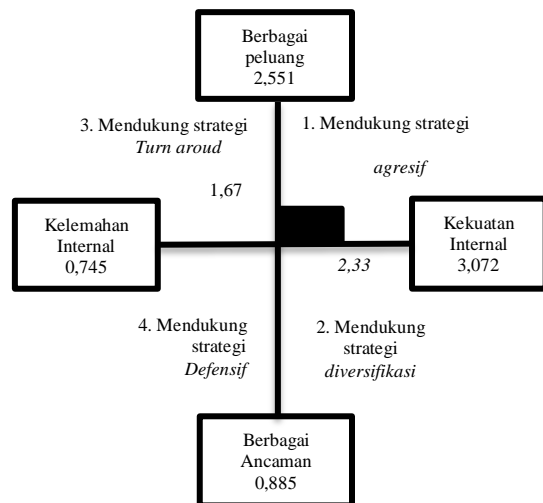 Berbagai
peluang
2,551
3. Mendukung strategi
Turn aroud
1. Mendukung strategi
agresif
1,67
Kelemahan
Internal
0,745
Kekuatan
Internal
3,072
2,33
4. Mendukung
strategi
Defensif
2. Mendukung
strategi
diversifikasi
Berbagai
Ancaman
0,885